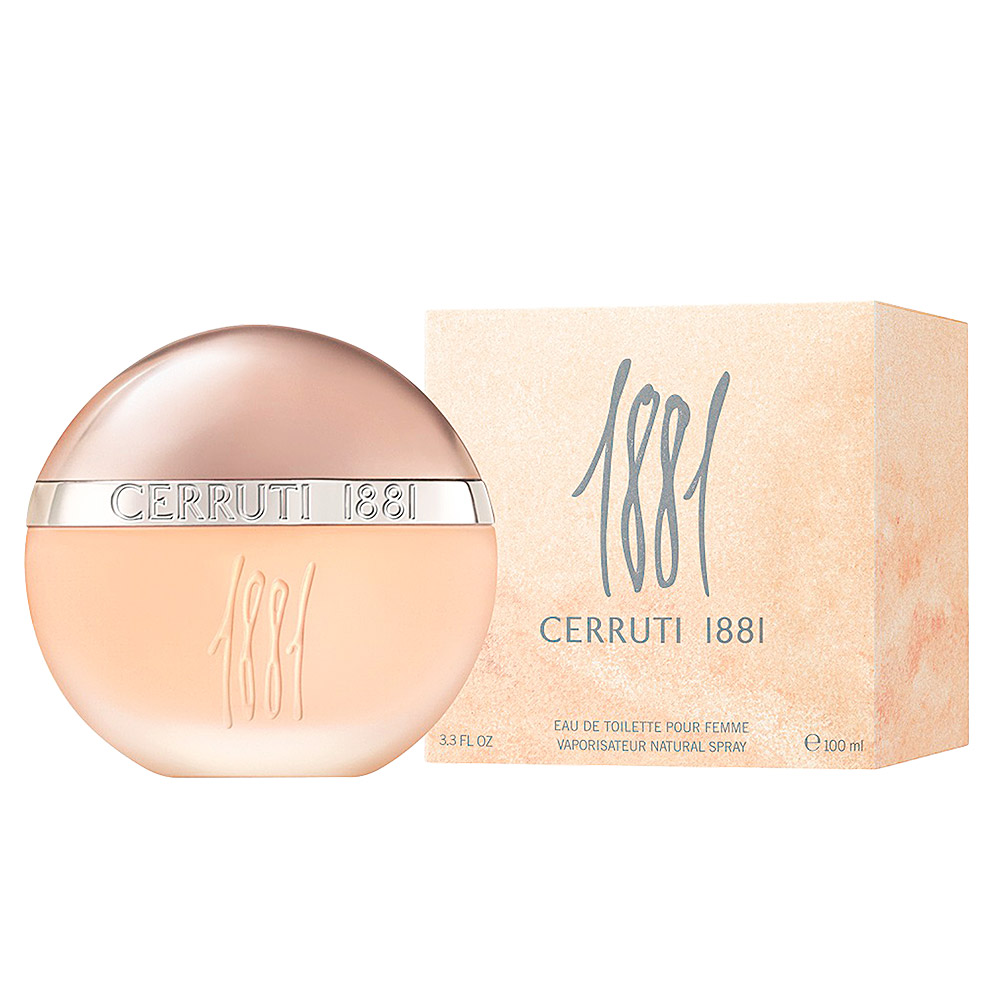 CERRUTI 1881
1881
1881
CERRUTI 1881
EAU DE TOILETTE POUR FEMME
3.3 FL OZ
VAPORISATEUR NATURAL SPRAY
℮ 100 ml